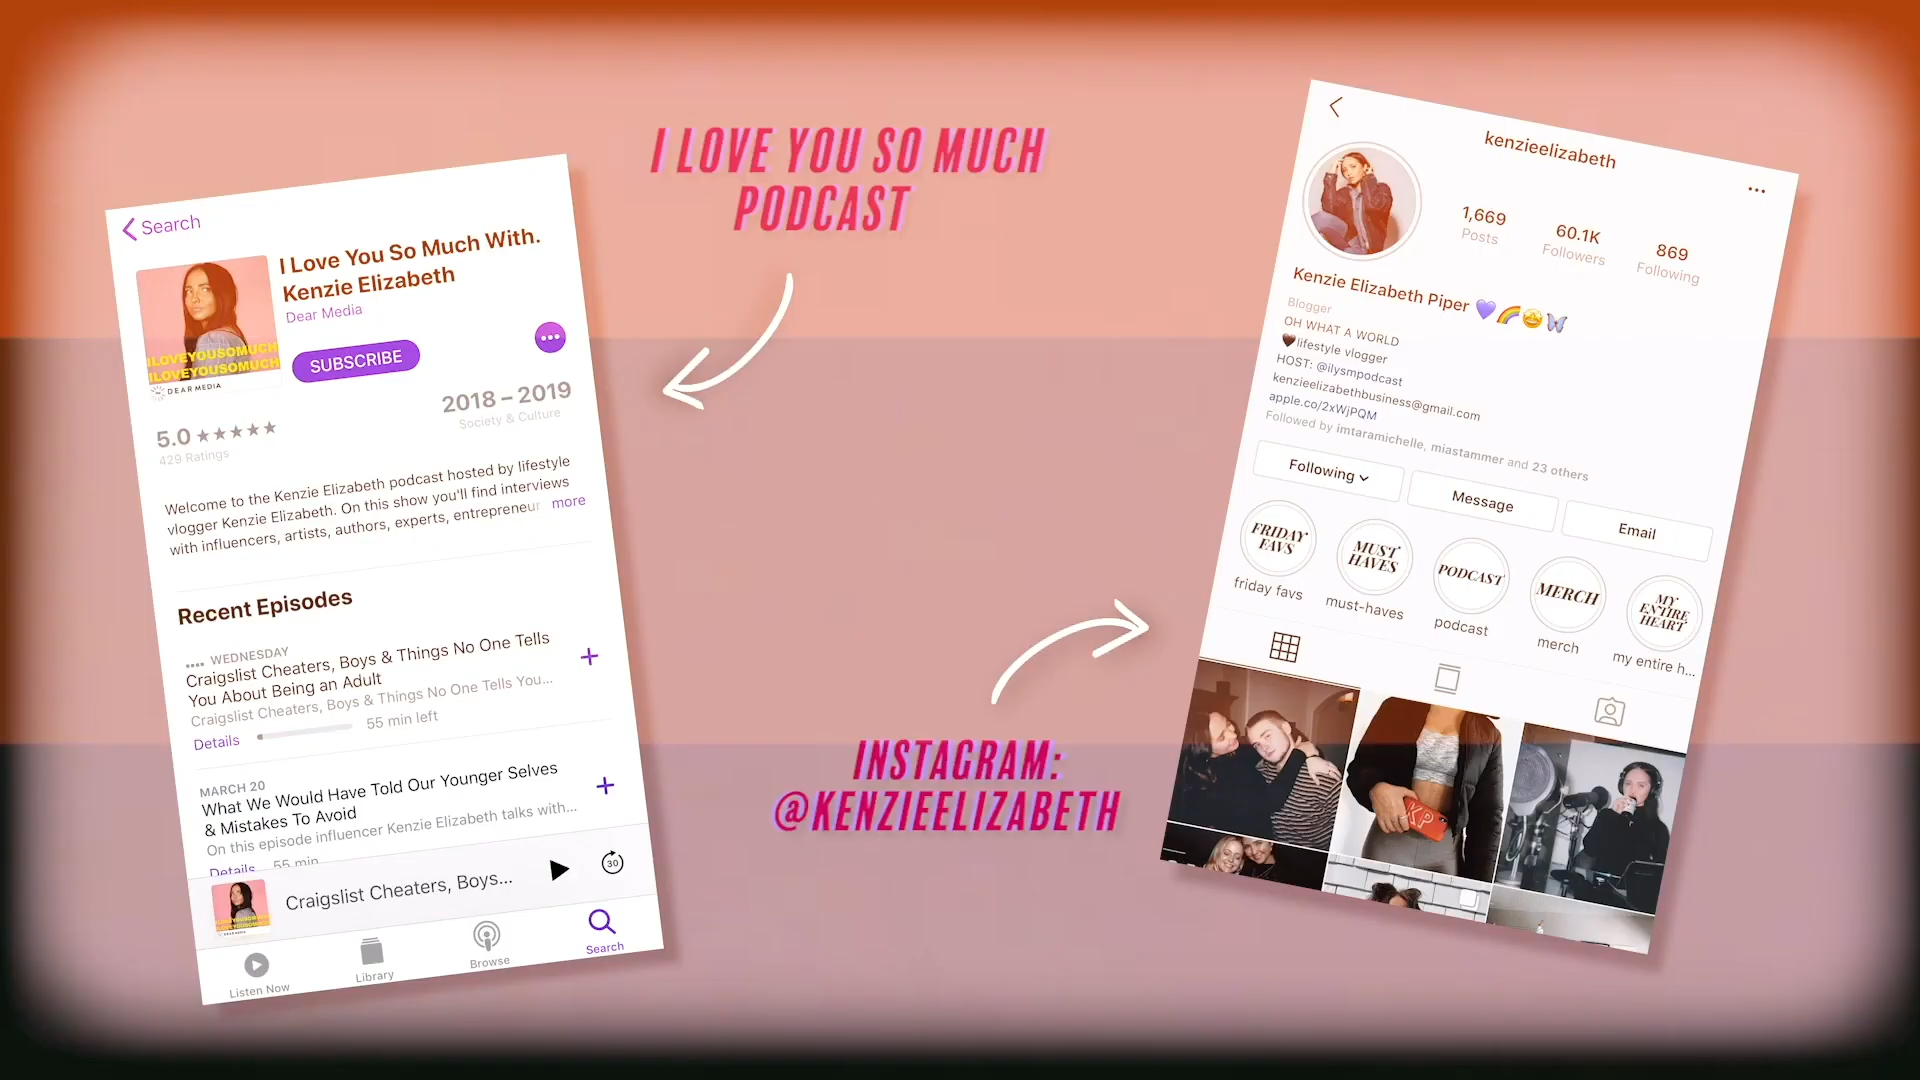 I LOVE YOU SO MUCH
PODCAST
Search
I Love You So Much With.
Kenzie Elizabeth
Dear Media
SUBSCRIBE
ILOVEYOUSOMUCH
ILOVEYOUSOMUCH
DEAR MEDIA
5.0 ★★★★★
429 Ratings
2018 – 2019
Society & Culture
Welcome to the Kenzie Elizabeth podcast hosted by lifestyle
vlogger Kenzie Elizabeth. On this show you'll find interviews
with influencers, artists, authors, experts, entrepreneur more
Recent Episodes
WEDNESDAY
Craigslist Cheaters, Boys & Things No One Tells
You About Being an Adult
Craigslist Cheaters, Boys & Things No One Tells You...
Details 55 min left
MARCH 20
What We Would Have Told Our Younger Selves
& Mistakes To Avoid
On this episode influencer Kenzie Elizabeth talks with...
Details 55 min
Craigslist Cheaters, Boys...
30
Listen Now
Library
Browse
Search
INSTAGRAM:
@KENZIEELIZABETH
kenzieelizabeth
1,669
Posts
60.1K
Followers
869
Following
Kenzie Elizabeth Piper 💜🌈🤩🦋
Blogger
OH WHAT A WORLD
🖤lifestyle vlogger
HOST: @ilysmpodcast
kenzieelizabethbusiness@gmail.com
apple.co/2xWjPQM
Followed by imtaramichelle, miastammer and 23 others
Following
Message
Email
FRIDAY
FAVS
MUST
HAVES
PODCAST
MERCH
MY
ENTIRE
HEART
friday favs
must-haves
podcast
merch
my entire h...
KP